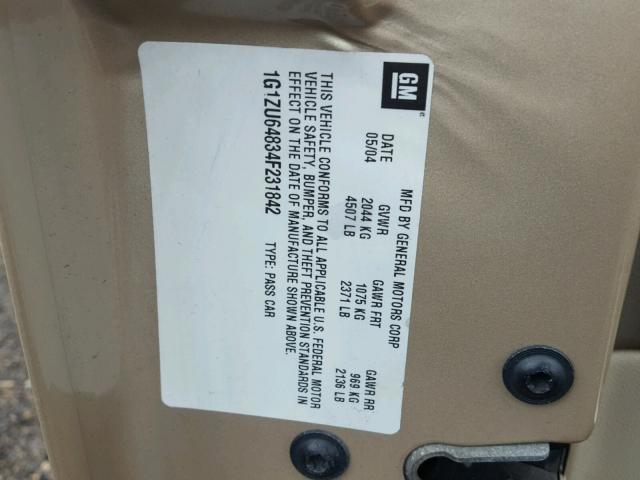 GM
MFD BY GENERAL MOTORS CORP
DATE GVWR GAWR FRT GAWR RR
05/04 2044 KG 1075 KG 969 KG
4507 LB 2371 LB 2136 LB
THIS VEHICLE CONFORMS TO ALL APPLICABLE U.S. FEDERAL MOTOR
VEHICLE SAFETY, BUMPER, AND THEFT PREVENTION STANDARDS IN
EFFECT ON THE DATE OF MANUFACTURE SHOWN ABOVE.
1G1ZU64834F231842 TYPE: PASS CAR